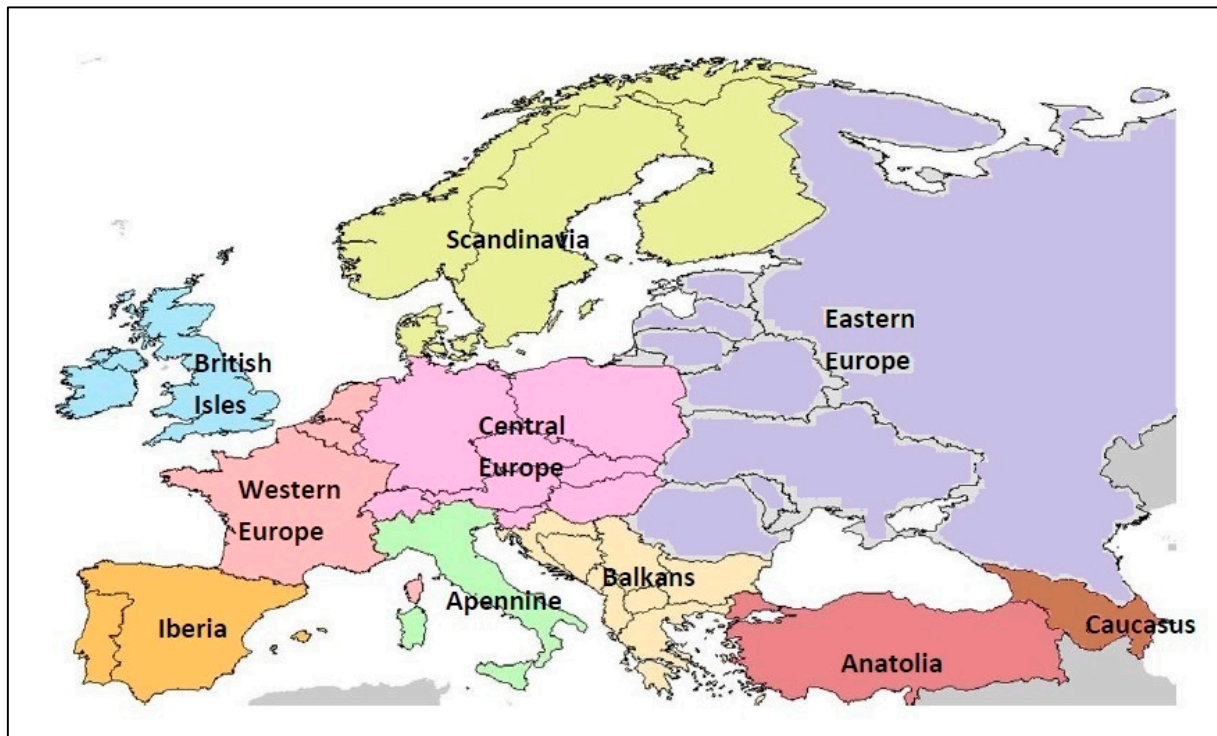 Scandinavia
Eastern
Europe
British
Isles
Central
Europe
Western
Europe
Balkans
Apennine
Iberia
Caucasus
Anatolia